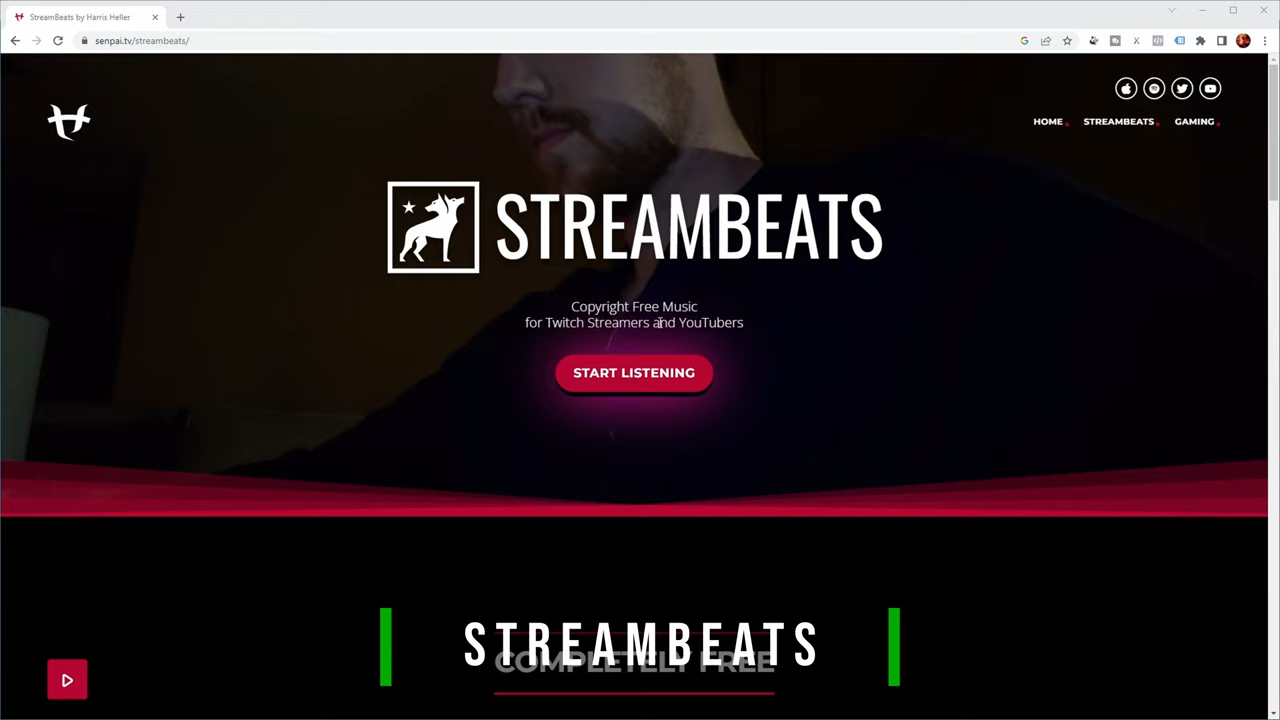 StreamBeats by Harris Heller
senpai.tv/streambeats/
HOME
STREAMBEATS
GAMING
STREAMBEATS
Copyright Free Music
for Twitch Streamers and YouTubers
START LISTENING
STREAMBEATS
COMPLETELY FREE